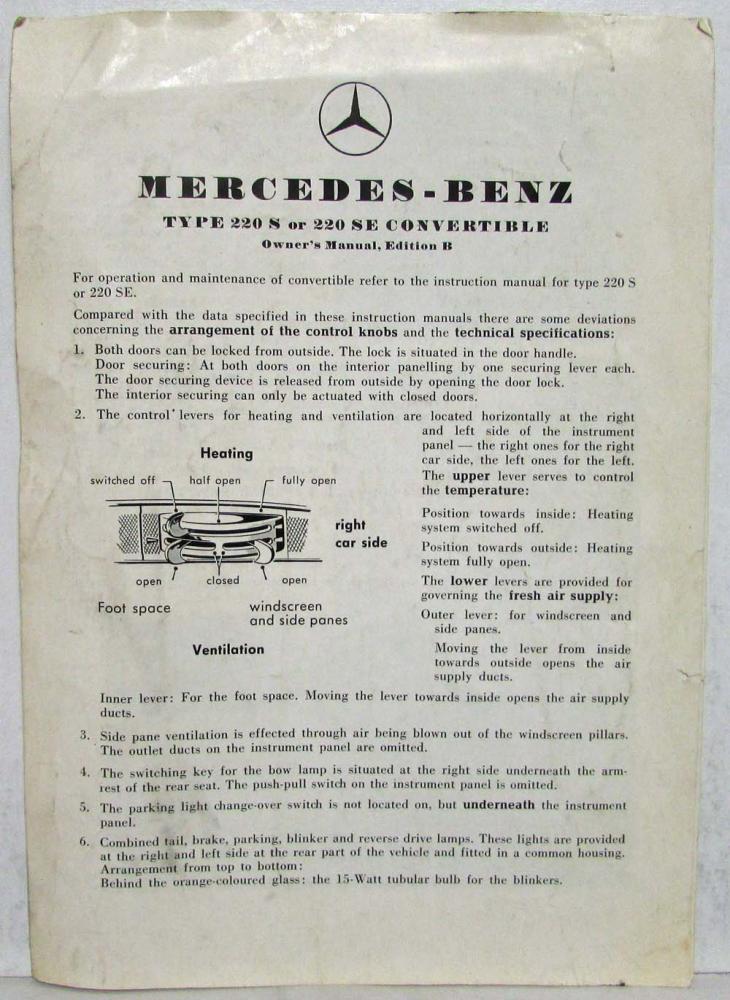 MERCEDES-BENZ
TYPE 220 S or 220 SE CONVERTIBLE
Owner's Manual, Edition B
For operation and maintenance of convertible refer to the instruction manual for type 220 S
or 220 SE.
Compared with the data specified in these instruction manuals there are some deviations
concerning the arrangement of the control knobs and the technical specifications:
1. Both doors can be locked from outside. The lock is situated in the door handle.
Door securing: At both doors on the interior panelling by one securing lever each.
The door securing device is released from outside by opening the door lock.
The interior securing can only be actuated with closed doors.
2. The control levers for heating and ventilation are located horizontally at the right
and left side of the instrument
panel — the right ones for the right
car side, the left ones for the left.
The upper lever serves to control
the temperature:
Position towards inside: Heating
system switched off.
Position towards outside: Heating
system fully open.
The lower levers are provided for
governing the fresh air supply:
Outer lever: for windscreen and
side panes.
Moving the lever from inside
towards outside opens the air
supply ducts.
Heating
switched off half open fully open
right
car side
open closed open
Foot space windscreen
and side panes
Ventilation
Inner lever: For the foot space. Moving the lever towards inside opens the air supply
ducts.
3. Side pane ventilation is effected through air being blown out of the windscreen pillars.
The outlet ducts on the instrument panel are omitted.
4. The switching key for the bow lamp is situated at the right side underneath the arm-
rest of the rear seat. The push-pull switch on the instrument panel is omitted.
5. The parking light change-over switch is not located on, but underneath the instrument
panel.
6. Combined tail, brake, parking, blinker and reverse drive lamps. These lights are provided
at the right and left side at the rear part of the vehicle and fitted in a common housing.
Arrangement from top to bottom:
Behind the orange-coloured glass: the 15-Watt tubular bulb for the blinkers.